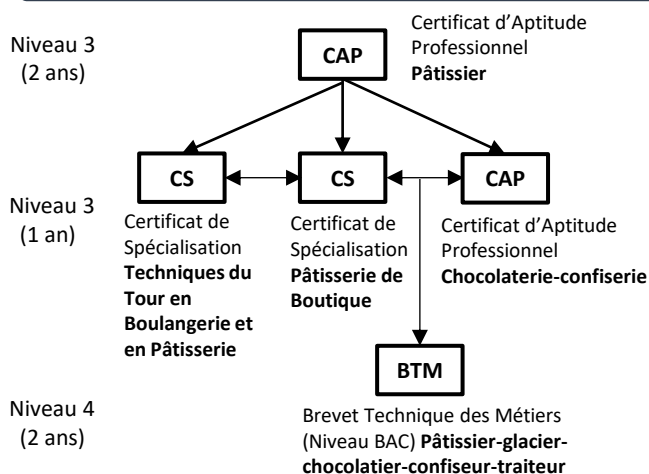 Niveau 3
(2 ans)
CAP
Certificat d’Aptitude
Professionnel
Pâtissier
Niveau 3
(1 an)
CS
Certificat de
Spécialisation
Techniques du
Tour en
Boulangerie et
en Pâtisserie
CS
Certificat de
Spécialisation
Pâtisserie de
Boutique
CAP
Certificat d’Aptitude
Professionnel
Chocolaterie-confiserie
Niveau 4
(2 ans)
BTM
Brevet Technique des Métiers
(Niveau BAC) Pâtissier-glacier-
chocolatier-confiseur-traiteur